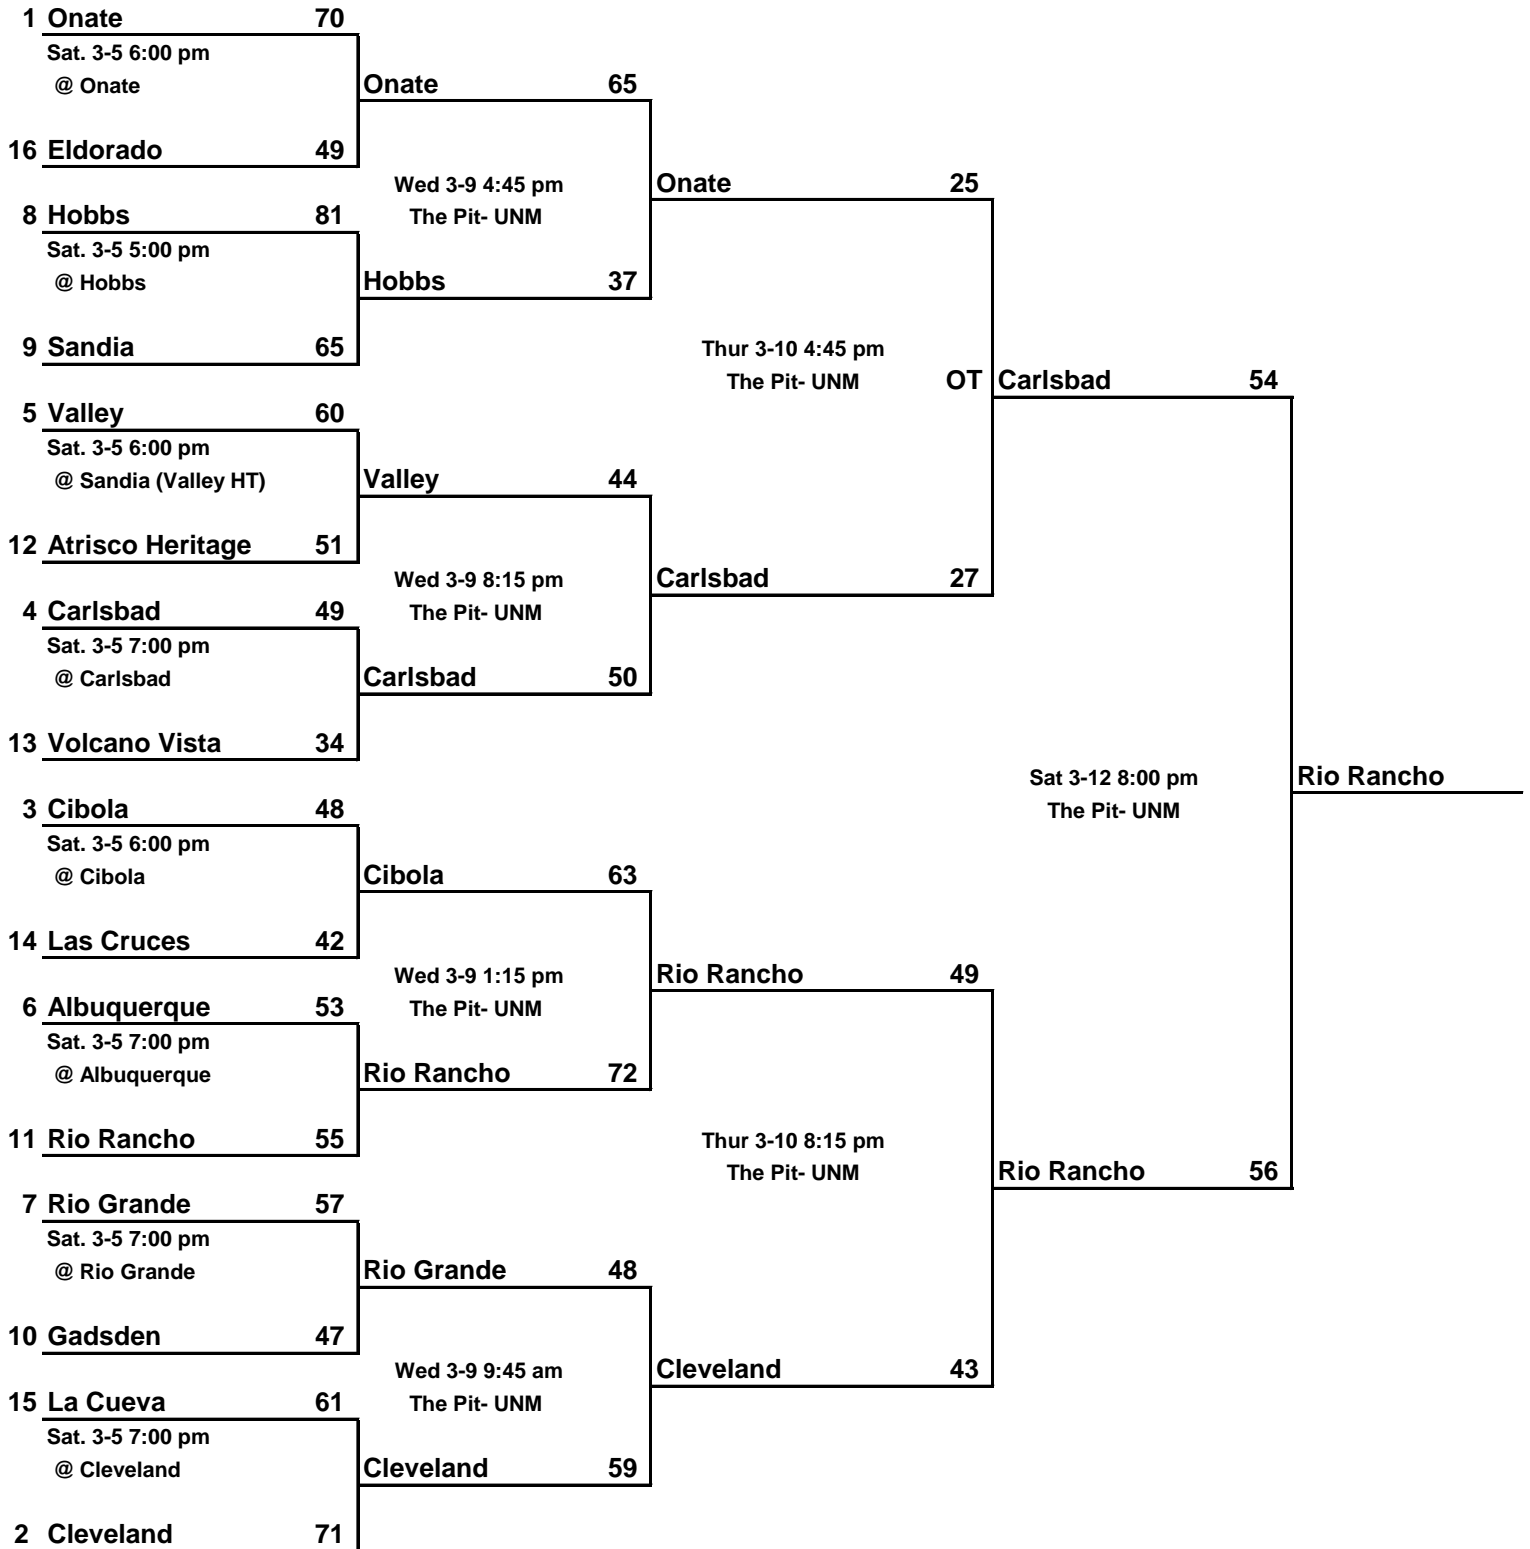 1 Onate 70
Sat. 3-5 6:00 pm
@ Onate
Onate 65
16 Eldorado 49
Wed 3-9 4:45 pm
Onate 25
8 Hobbs 81
The Pit- UNM
Sat. 3-5 5:00 pm
@ Hobbs
Hobbs 37
9 Sandia 65
Thur 3-10 4:45 pm
The Pit- UNM
OT Carlsbad 54
5 Valley 60
Sat. 3-5 6:00 pm
@ Sandia (Valley HT)
Valley 44
12 Atrisco Heritage 51
Wed 3-9 8:15 pm
Carlsbad 27
4 Carlsbad 49
The Pit- UNM
Sat. 3-5 7:00 pm
@ Carlsbad
Carlsbad 50
13 Volcano Vista 34
Sat 3-12 8:00 pm
Rio Rancho
3 Cibola 48
The Pit- UNM
Sat. 3-5 6:00 pm
@ Cibola
Cibola 63
14 Las Cruces 42
Wed 3-9 1:15 pm
Rio Rancho 49
6 Albuquerque 53
The Pit- UNM
Sat. 3-5 7:00 pm
@ Albuquerque
Rio Rancho 72
11 Rio Rancho 55
Thur 3-10 8:15 pm
The Pit- UNM
Rio Rancho 56
7 Rio Grande 57
Sat. 3-5 7:00 pm
@ Rio Grande
Rio Grande 48
10 Gadsden 47
Wed 3-9 9:45 am
Cleveland 43
15 La Cueva 61
The Pit- UNM
Sat. 3-5 7:00 pm
@ Cleveland
Cleveland 59
2 Cleveland 71